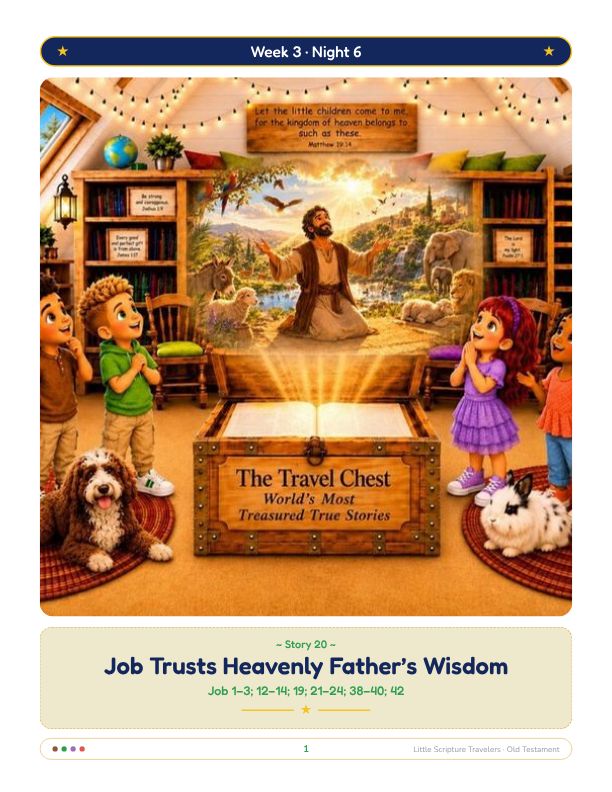 Week 3 · Night 6
Let the little children come to me,
for the kingdom of heaven belongs to
such as these.
Matthew 19:14
Be strong
and courageous.
Joshua 1:9
Every good
and perfect gift
is from above.
James 1:17
The Lord
is my
light.
Psalm 27:1
The Travel Chest
World's Most
Treasured True Stories
~ Story 20 ~
Job Trusts Heavenly Father's Wisdom
Job 1–3; 12–14; 19; 21–24; 38–40; 42
1
Little Scripture Travelers · Old Testament